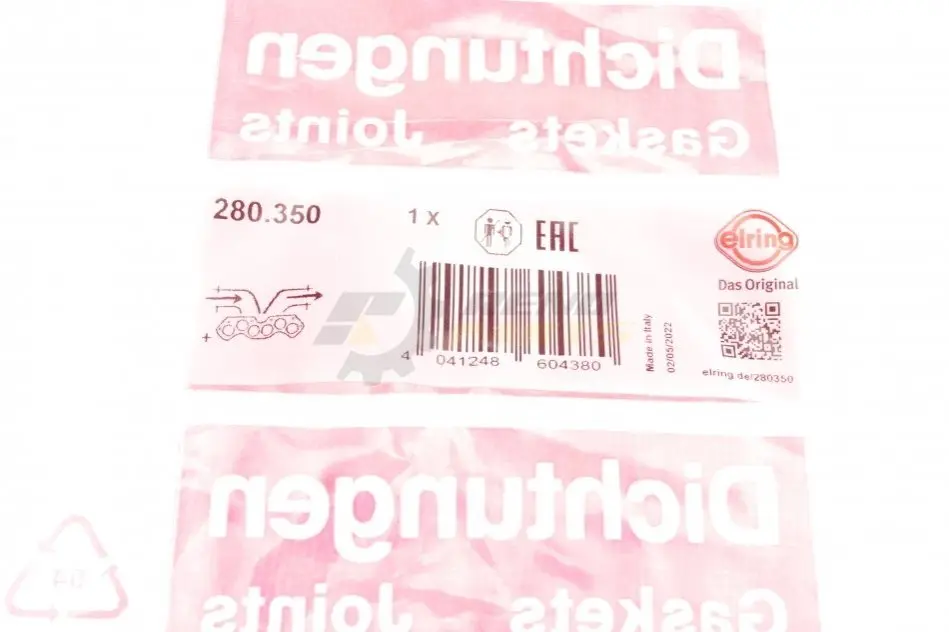 Dichtungen
Gaskets Joints
280.350
1 X
EAC
elring
Das Original
4 041248 604380
Made in Italy
02/05/2022
elring.de/280350
Dichtungen
Gaskets Joints
04